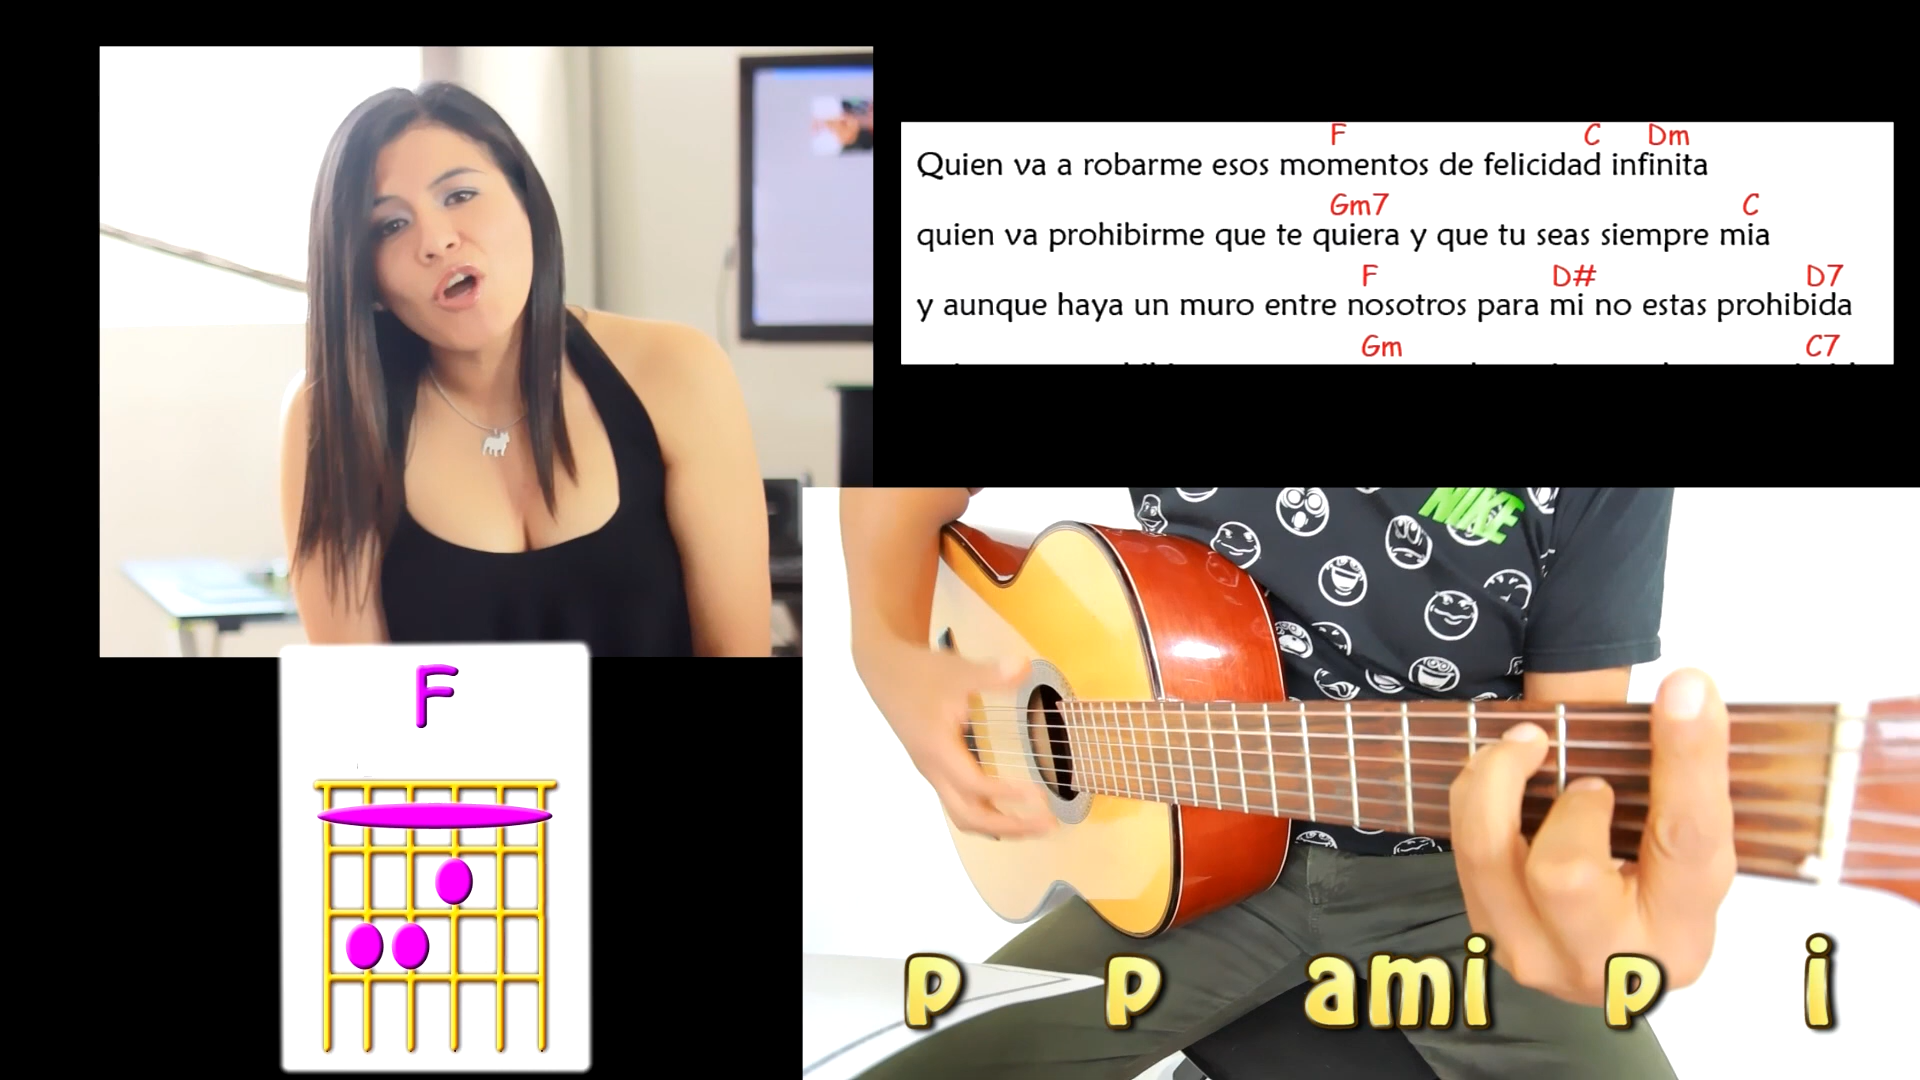 F C Dm
Quien va a robarme esos momentos de felicidad infinita
Gm7 C
quien va prohibirme que te quiera y que tu seas siempre mia
F D# D7
y aunque haya un muro entre nosotros para mi no estas prohibida
Gm C7
NIKE
F
p p ami p i